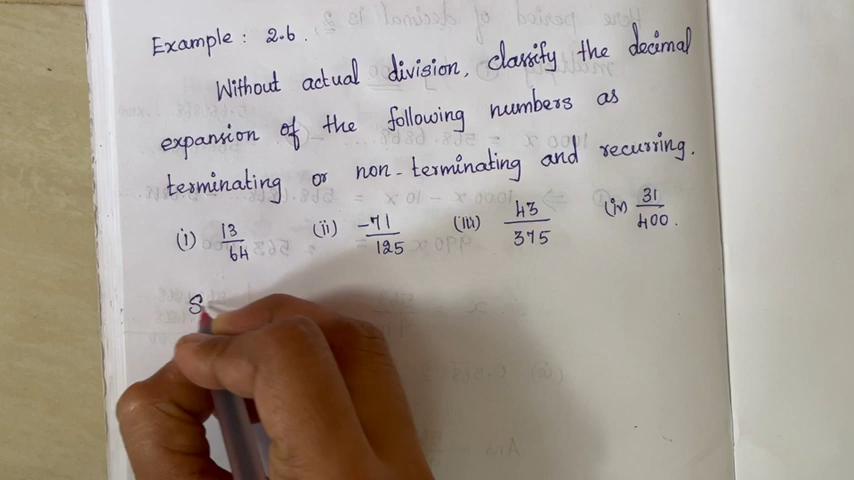 Example : 2.6 .
Without actual division, classify the decimal
expansion of the following numbers as
terminating or non-terminating and recurring.
(i) 13/64 (ii) -71/125 (iii) 43/375 (iv) 31/400.
S